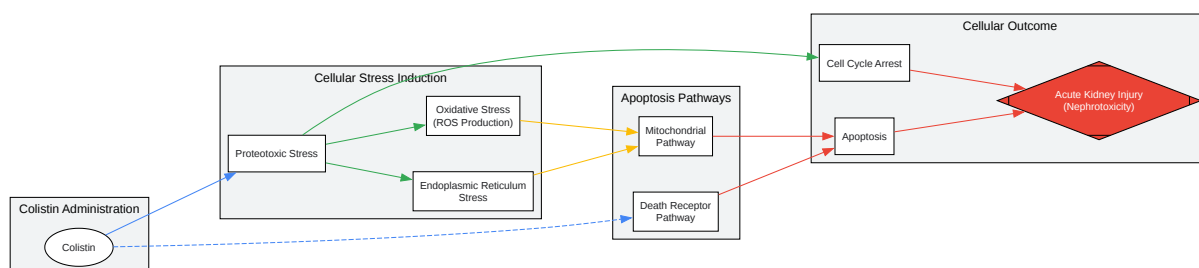 Colistin Administration
Colistin
Cellular Stress Induction
Proteotoxic Stress
Oxidative Stress
(ROS Production)
Endoplasmic Reticulum
Stress
Apoptosis Pathways
Mitochondrial
Pathway
Death Receptor
Pathway
Cellular Outcome
Cell Cycle Arrest
Apoptosis
Acute Kidney Injury
(Nephrotoxicity)